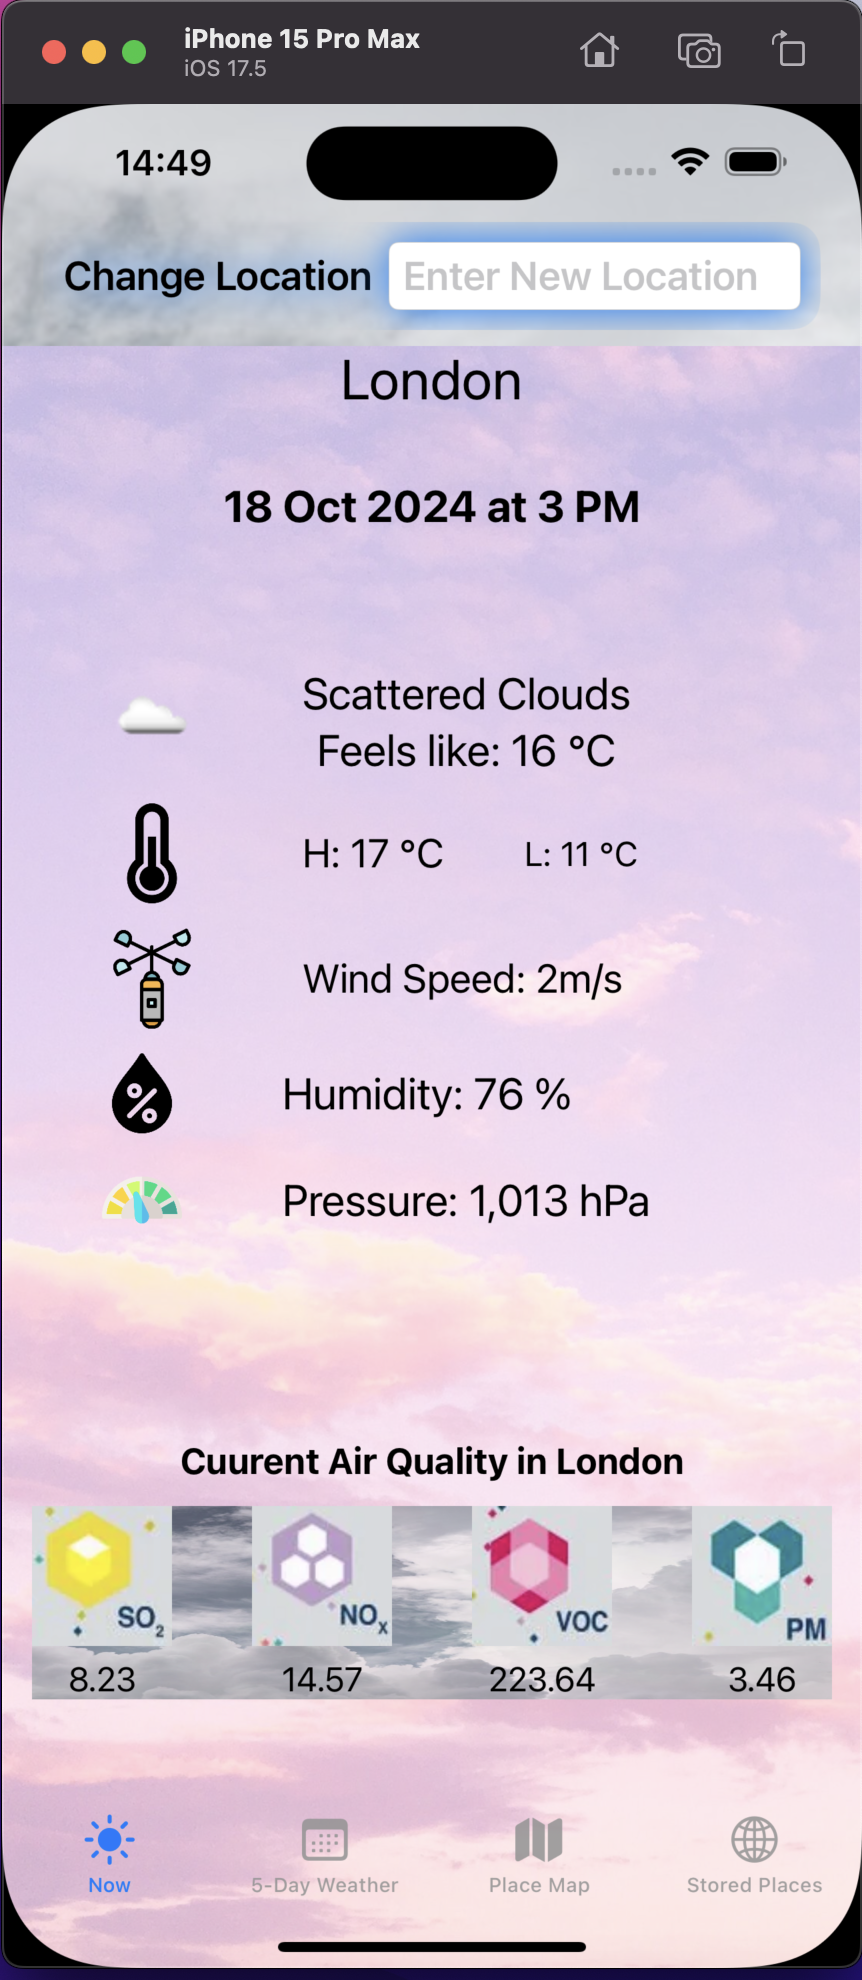 iPhone 15 Pro Max
iOS 17.5
14:49
Change Location Enter New Location
London
18 Oct 2024 at 3 PM
Scattered Clouds
Feels like: 16 °C
H: 17 °C L: 11 °C
Wind Speed: 2m/s
%
Humidity: 76 %
Pressure: 1,013 hPa
Cuurent Air Quality in London
SO₂ NOₓ VOC PM
8.23 14.57 223.64 3.46
Now 5-Day Weather Place Map Stored Places